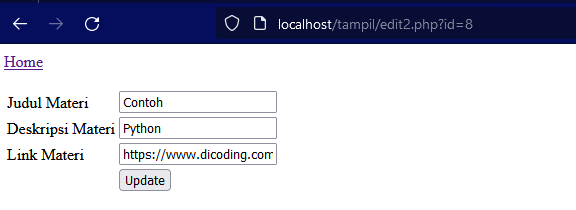 localhost/tampil/edit2.php?id=8
Home
Judul Materi Contoh
Deskripsi Materi Python
Link Materi https://www.dicoding.com
Update